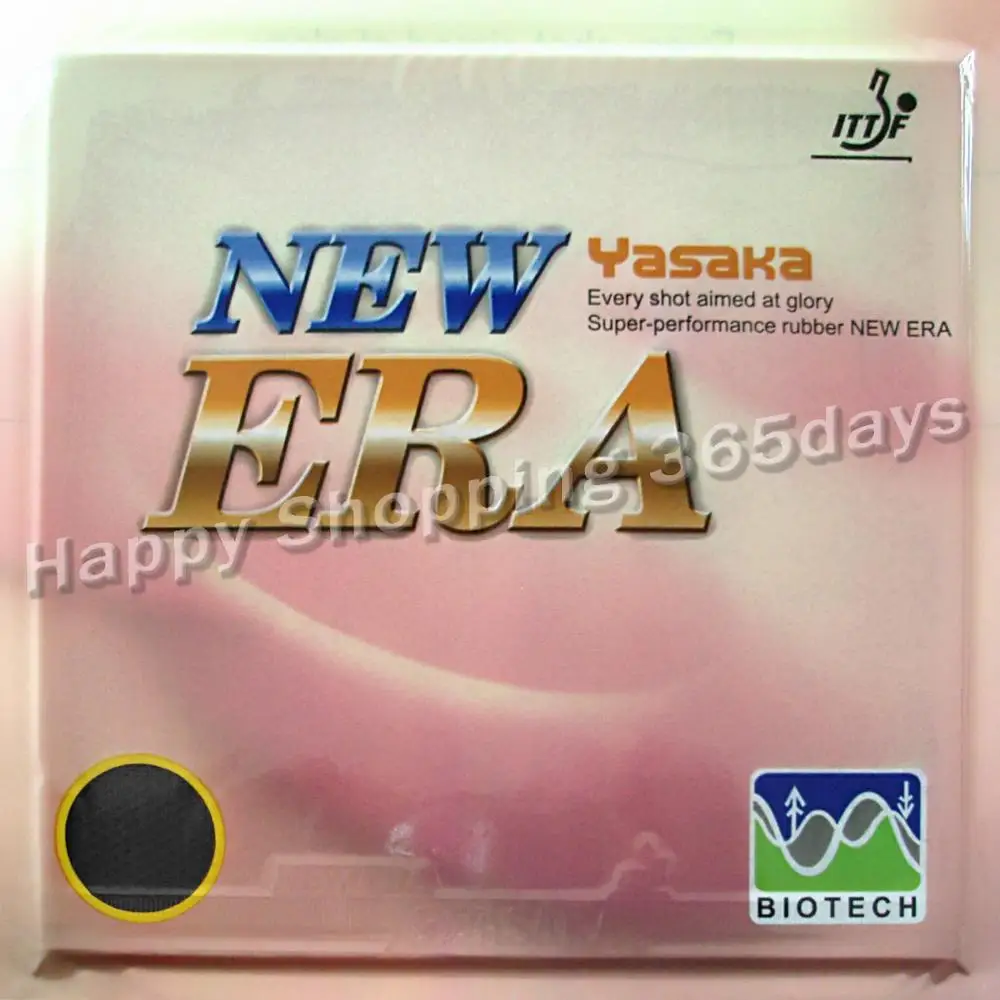 ITTF
NEW
Yasaka
Every shot aimed at glory
Super-performance rubber NEW ERA
ERA
Happy Shopping 365days
BIOTECH